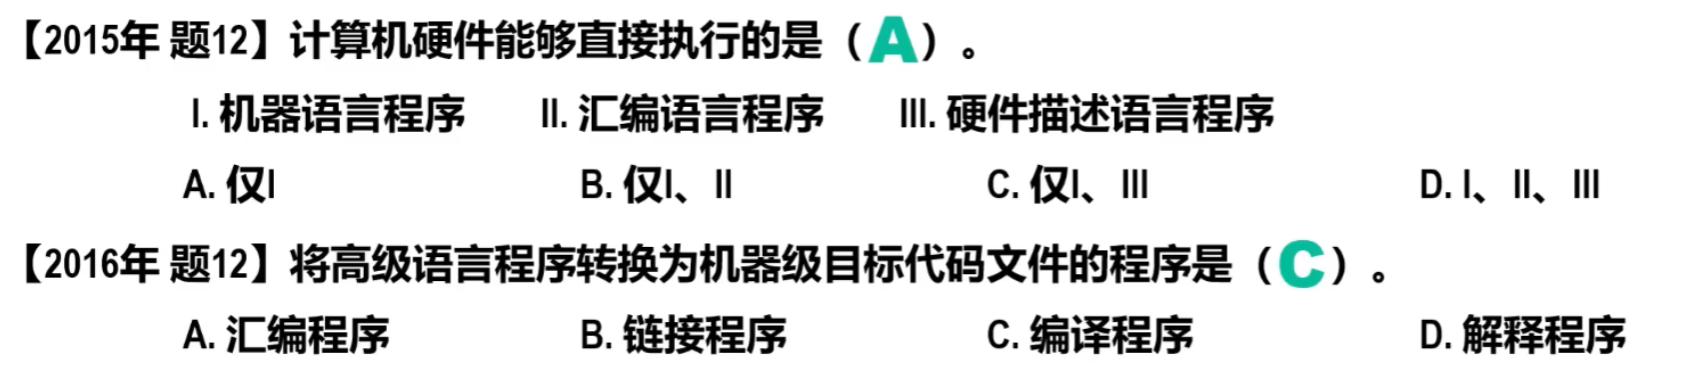 【2015年 题12】计算机硬件能够直接执行的是（A）。
I. 机器语言程序 II. 汇编语言程序 III. 硬件描述语言程序
A. 仅I B. 仅I、II C. 仅I、III D. I、II、III
【2016年 题12】将高级语言程序转换为机器级目标代码文件的程序是（C）。
A. 汇编程序 B. 链接程序 C. 编译程序 D. 解释程序